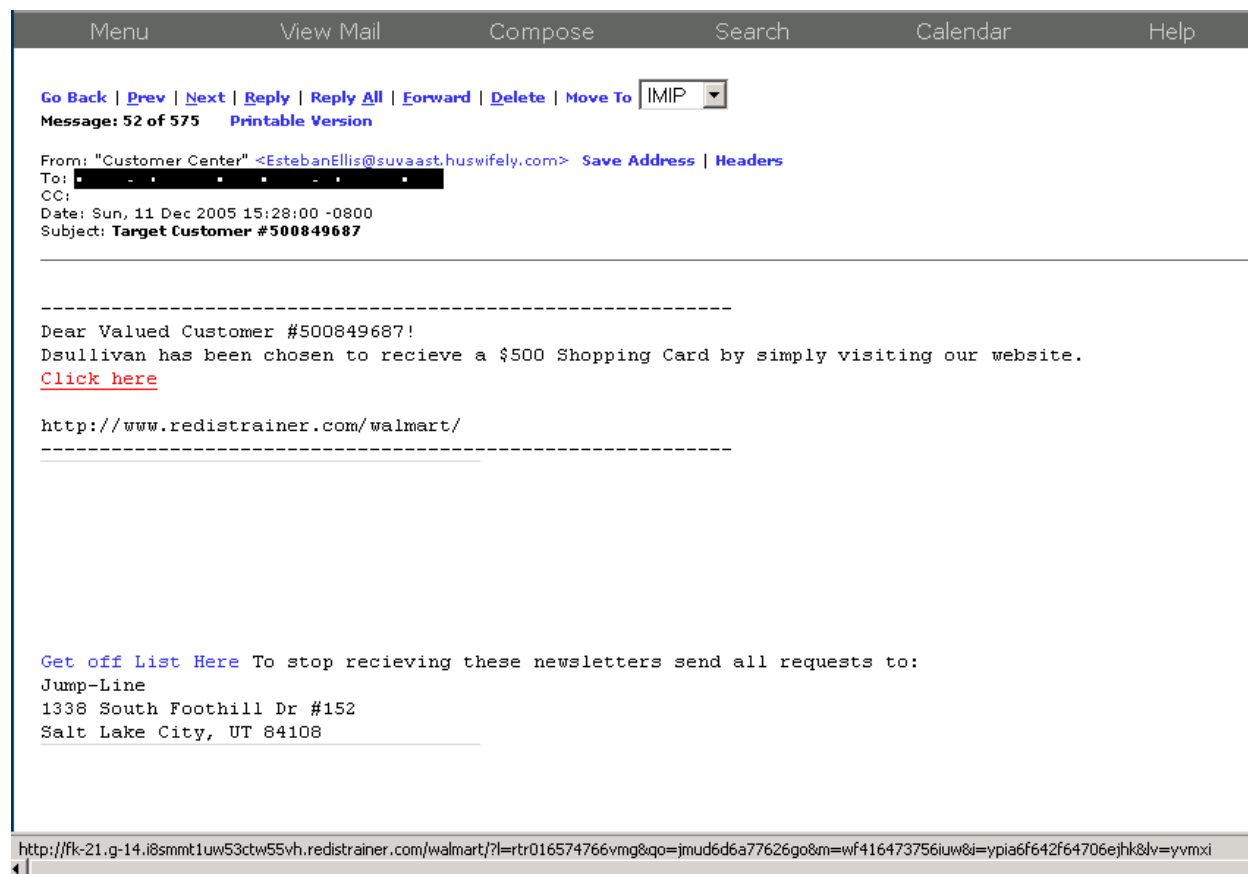 Menu View Mail Compose Search Calendar Help
Go Back | Prev | Next | Reply | Reply All | Forward | Delete | Move To IMIP
Message: 52 of 575 Printable Version
From: "Customer Center" <EstebanEllis@suvaast.huswifely.com> Save Address | Headers
To:
CC:
Date: Sun, 11 Dec 2005 15:28:00 -0800
Subject: Target Customer #500849687
-----------------------------------------------------------
Dear Valued Customer #500849687!
Dsullivan has been chosen to recieve a $500 Shopping Card by simply visiting our website.
Click here
http://www.redistrainer.com/walmart/
-----------------------------------------------------------
Get off List Here To stop recieving these newsletters send all requests to:
Jump-Line
1338 South Foothill Dr #152
Salt Lake City, UT 84108
http://fk-21.g-14.i8smmt1uw53ctw55vh.redistrainer.com/walmart/?l=rtr016574766vmg&qo=jmud6d6a77626go&m=wf416473756iuw&i=ypia6f642f64706ejhk&lv=yvmxi